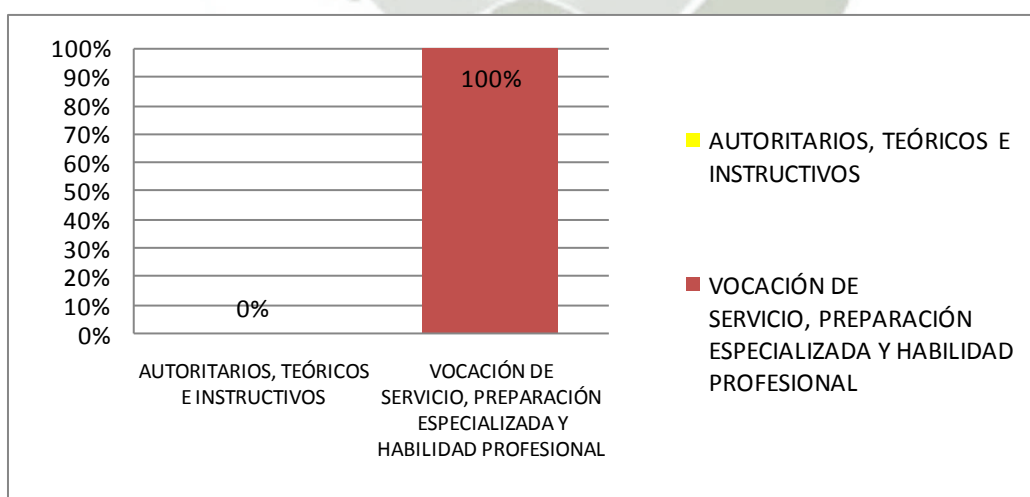 100%
90%
80%
70%
60%
50%
40%
30%
20%
10%
0%
100%
0%
AUTORITARIOS, TEÓRICOS
E INSTRUCTIVOS
VOCACIÓN DE
SERVICIO, PREPARACIÓN
ESPECIALIZADA Y
HABILIDAD PROFESIONAL
AUTORITARIOS, TEÓRICOS E
INSTRUCTIVOS
VOCACIÓN DE
SERVICIO, PREPARACIÓN
ESPECIALIZADA Y HABILIDAD
PROFESIONAL